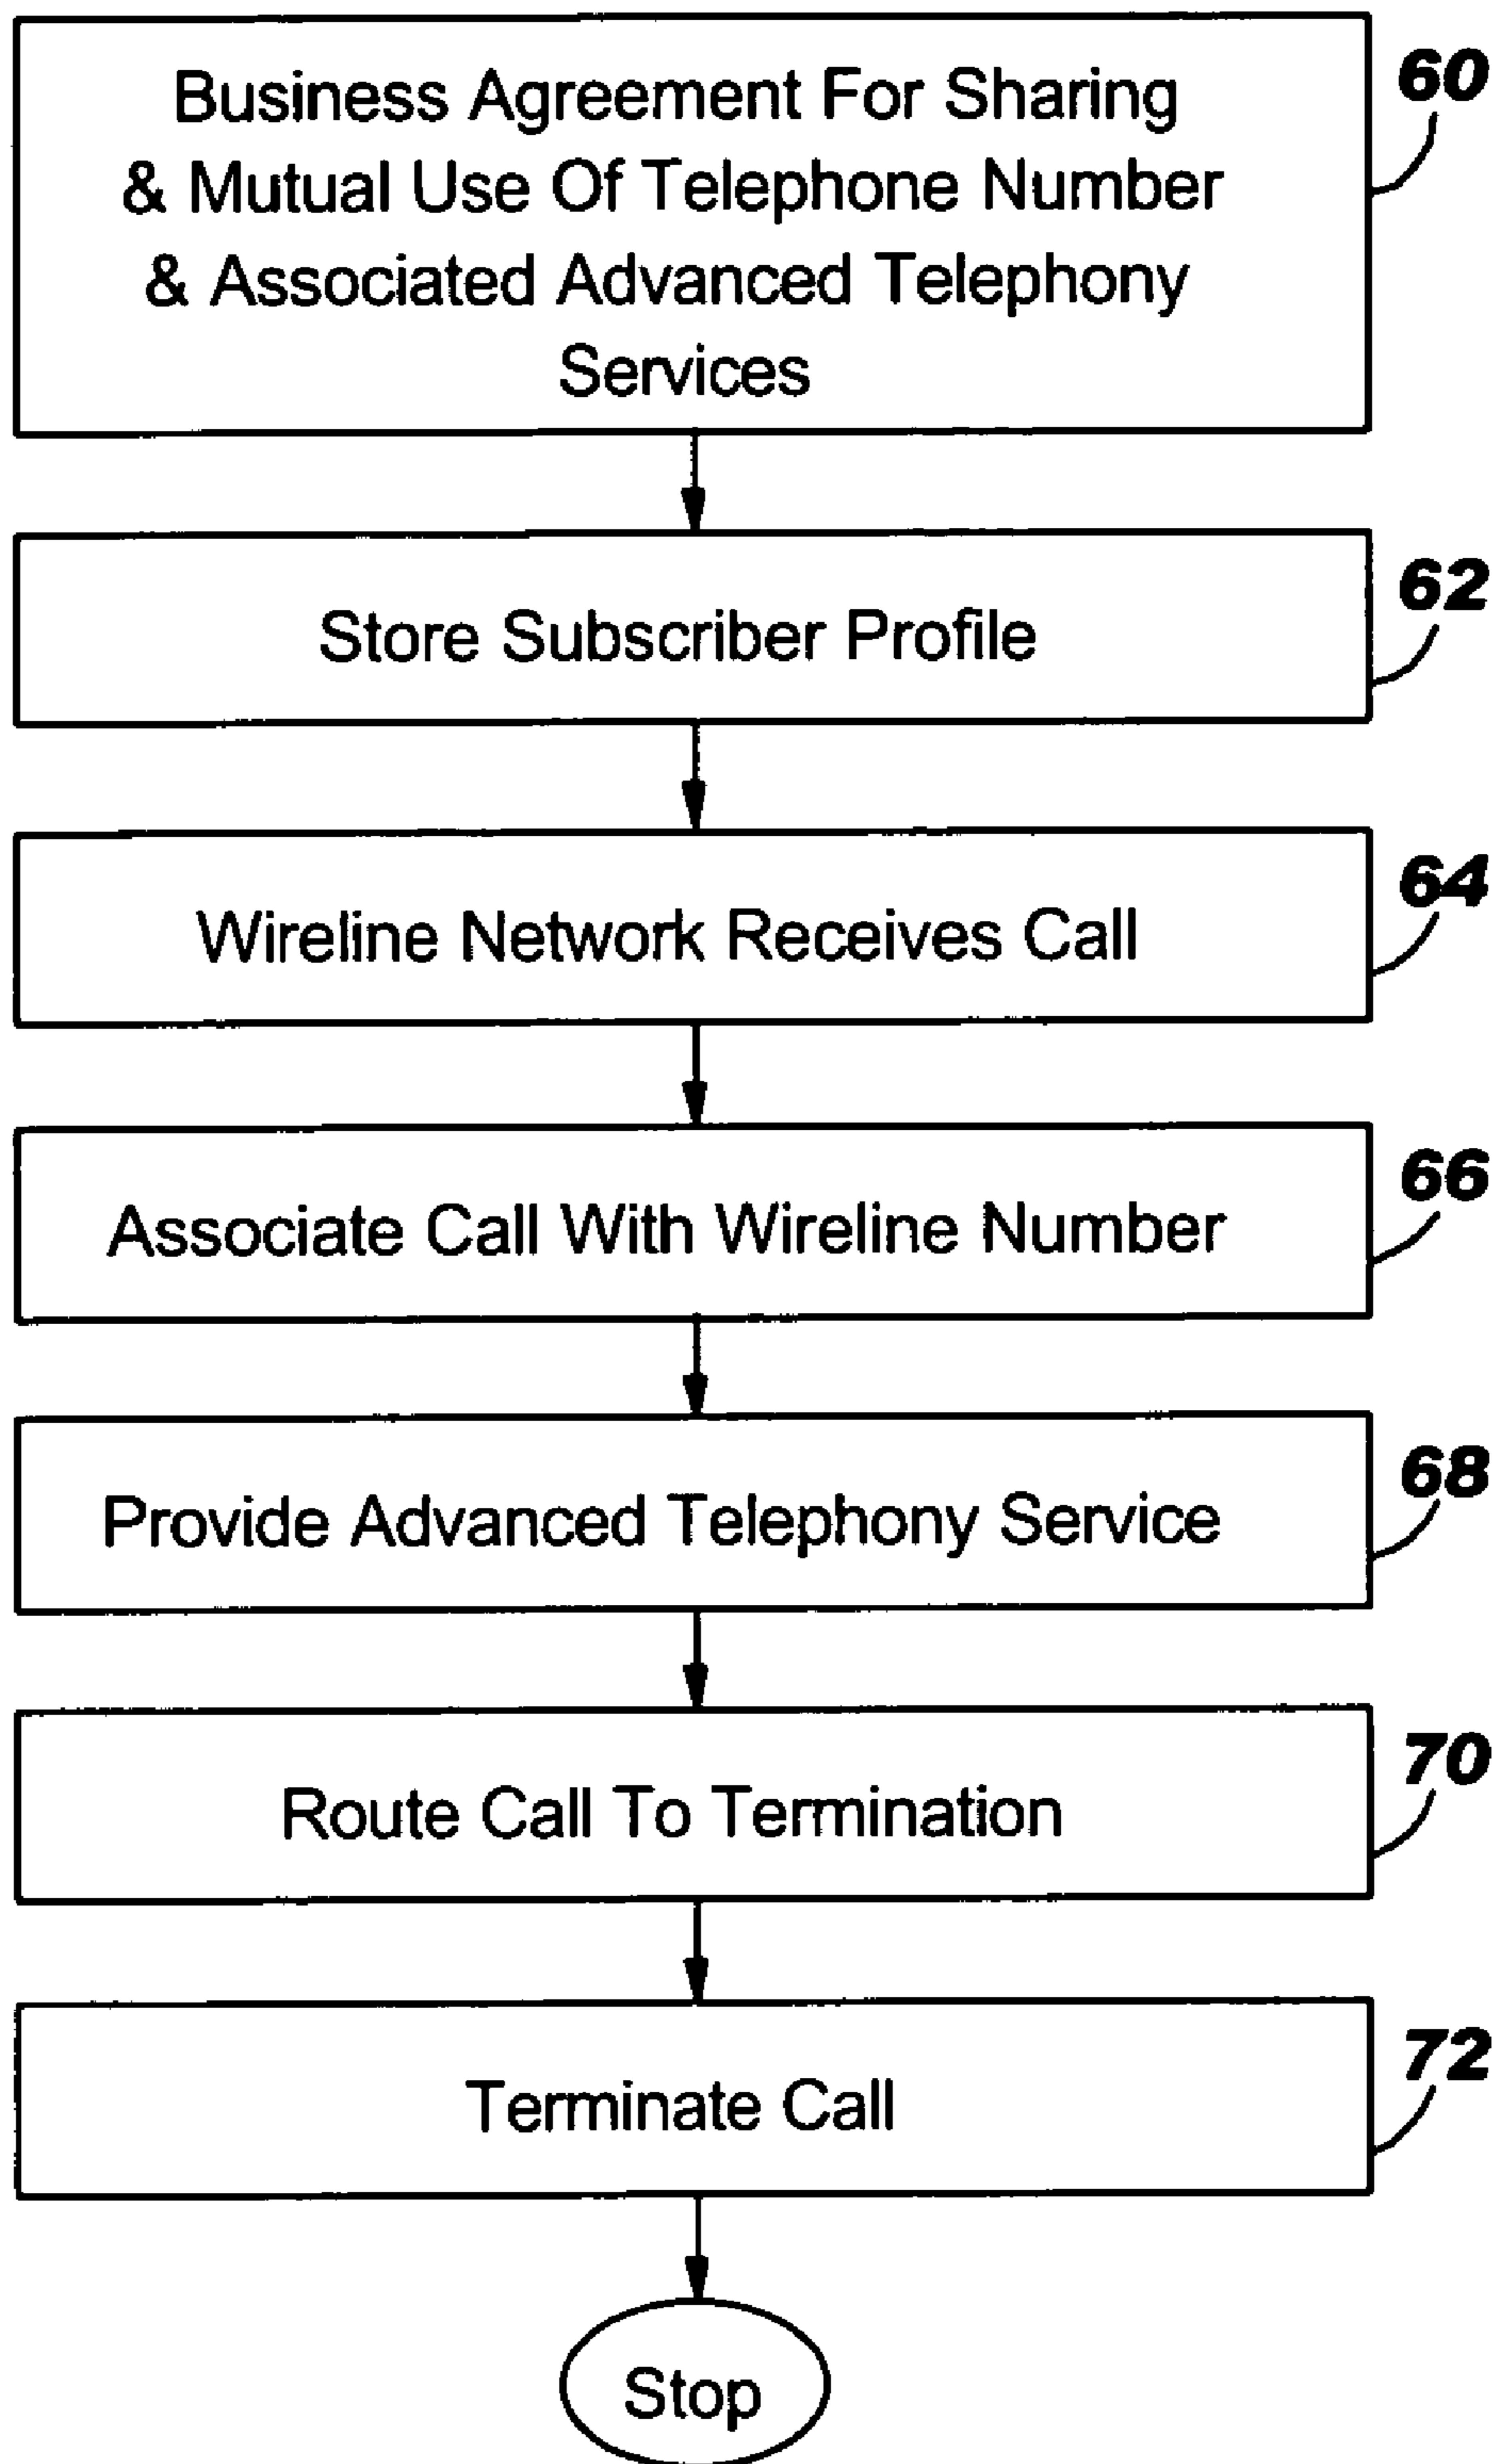 Business Agreement For Sharing
& Mutual Use Of Telephone Number
& Associated Advanced Telephony
Services
60
Store Subscriber Profile
62
Wireline Network Receives Call
64
Associate Call With Wireline Number
66
Provide Advanced Telephony Service
68
Route Call To Termination
70
Terminate Call
72
Stop